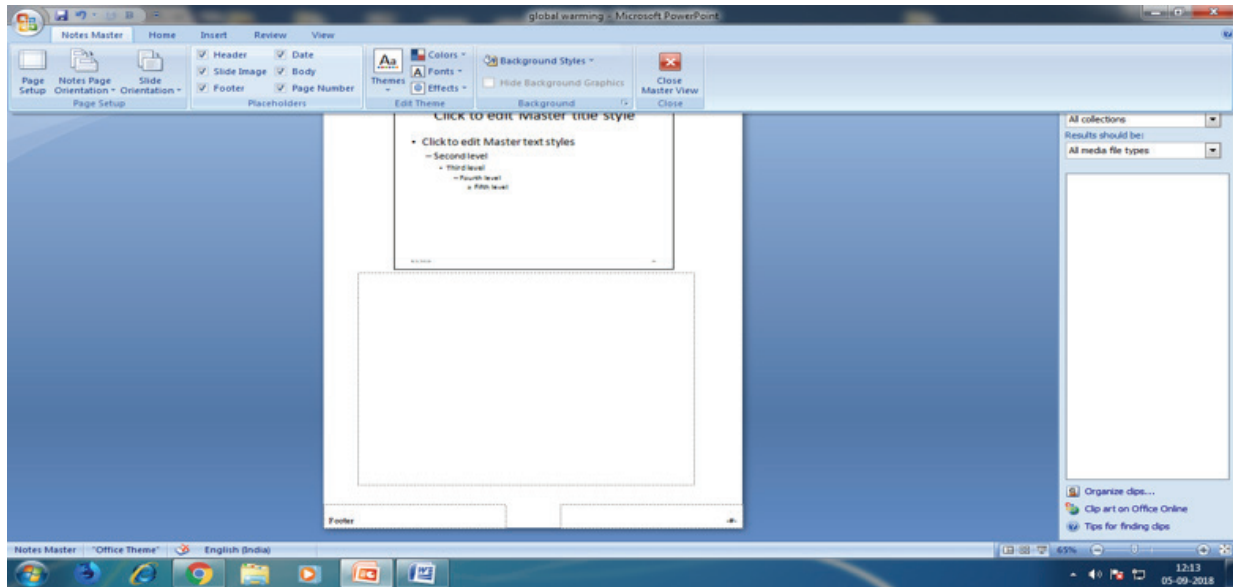 global warming - Microsoft PowerPoint
Notes Master Home Insert Review View
Header Date Colors Background Styles
Slide Image Body Fonts Hide Background Graphics
Page Setup Notes Page Orientation Slide Orientation Footer Page Number Themes Effects Close Master View
Page Setup Placeholders Edit Theme Background Close
Click to edit Master title style
• Click to edit Master text styles
– Second level
• Third level
– Fourth level
» Fifth level
All collections
Results should be:
All media file types
Organize clips...
Clip art on Office Online
Tips for finding clips
Footer
Notes Master "Office Theme" English (India) 65%
12:13
05-09-2018